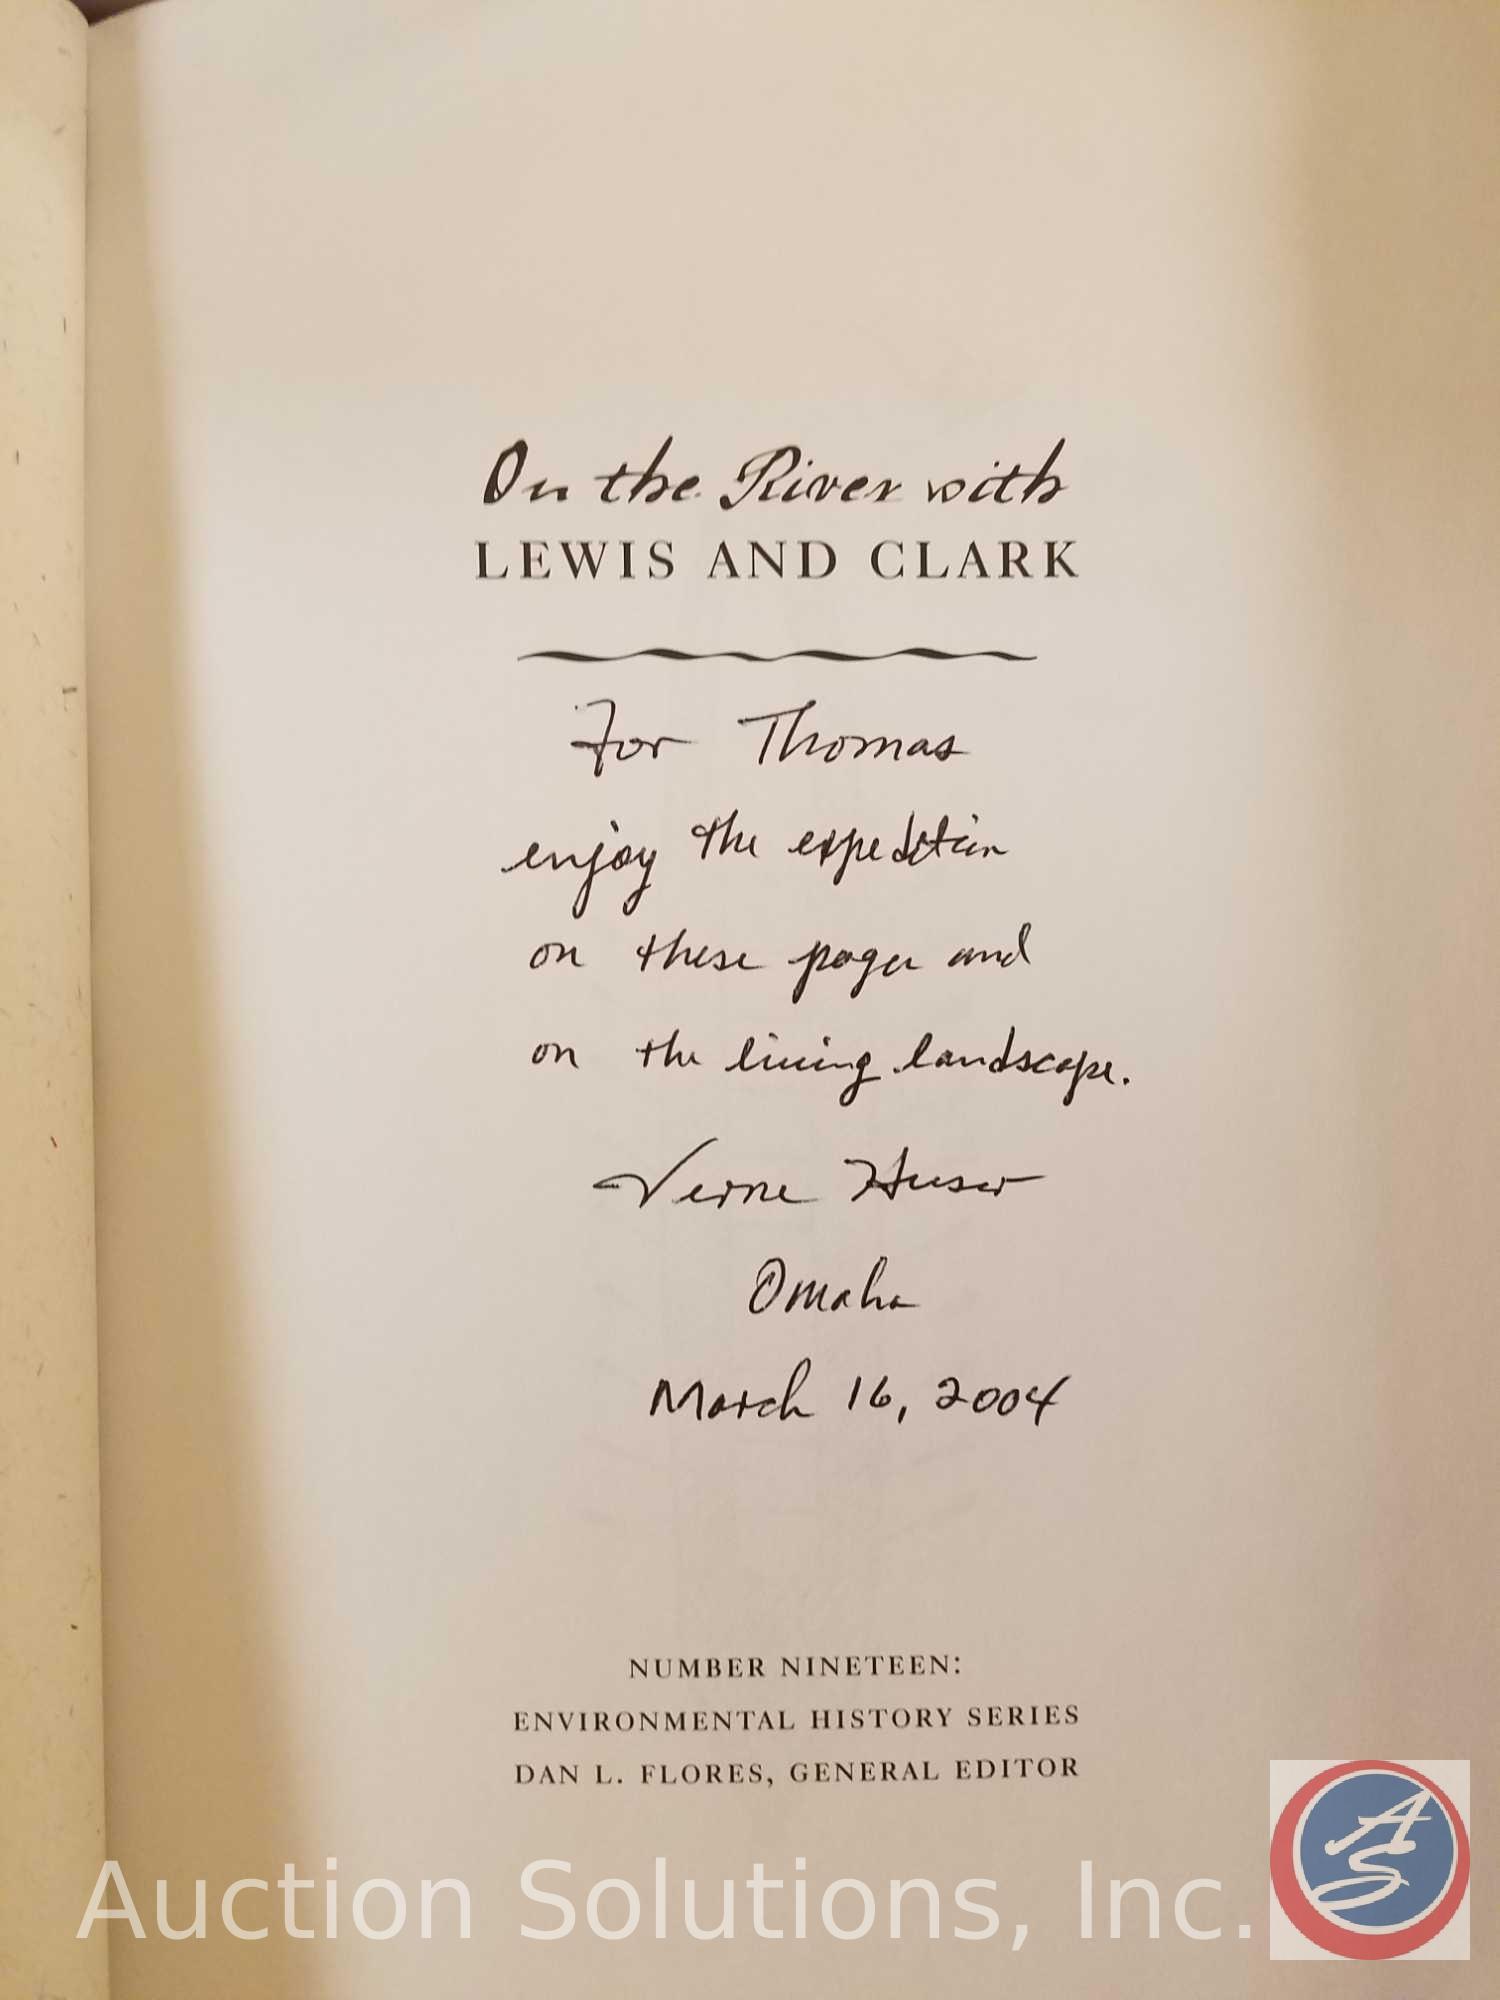 On the River with
LEWIS AND CLARK
For Thomas
enjoy the expedition
on these pages and
on the living landscape.
Verne Huser
Omaha
March 16, 2004
NUMBER NINETEEN:
ENVIRONMENTAL HISTORY SERIES
DAN L. FLORES, GENERAL EDITOR
Auction Solutions, Inc.
AS